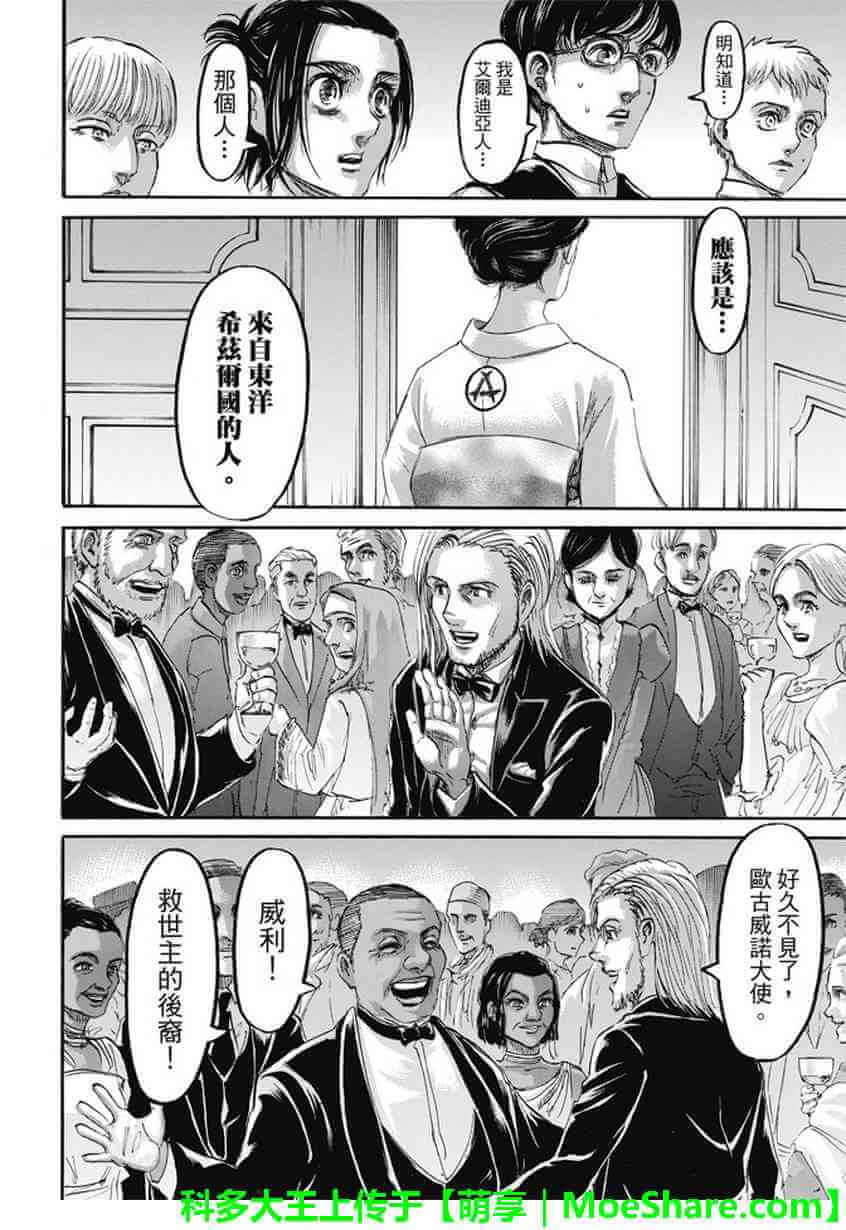 明知道…
我是
艾爾迪亞人…
那個人…
應該是…
來自東洋
希茲爾國的人。
好久不見了，
歐古威諾大使。
威利！
救世主的後裔！
科多大王上传于【萌享｜MoeShare.com】